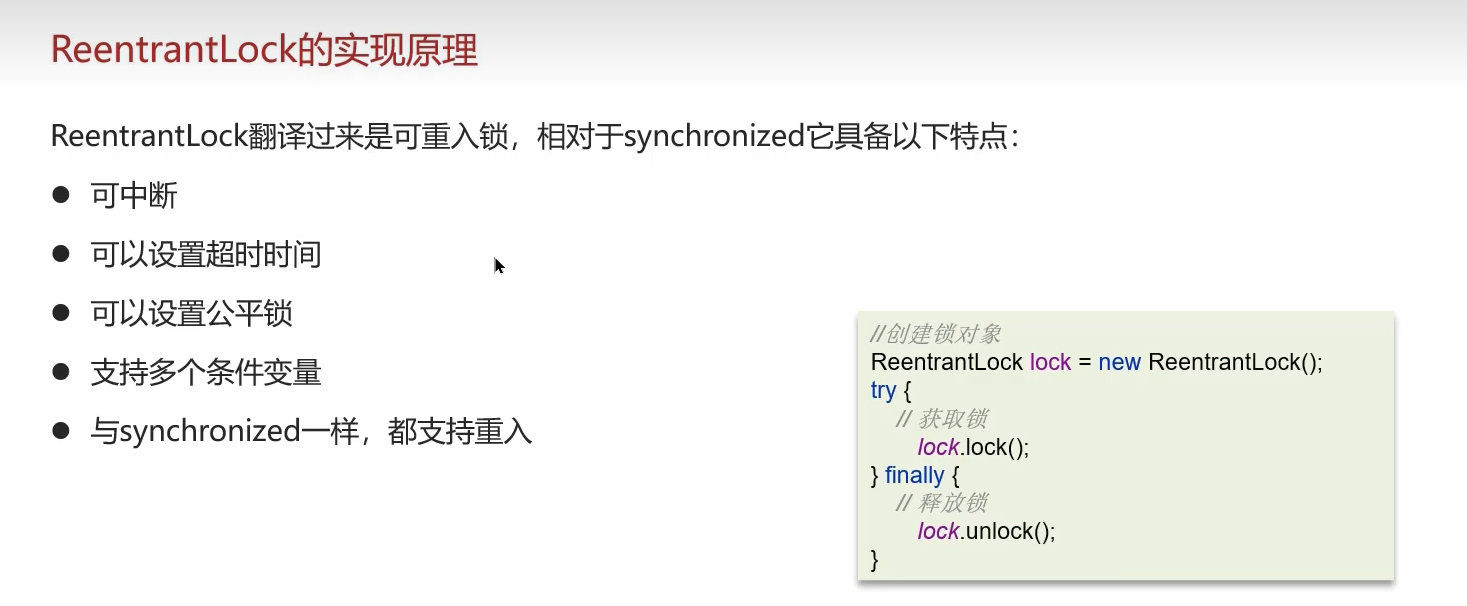 ReentrantLock的实现原理
ReentrantLock翻译过来是可重入锁，相对于synchronized它具备以下特点：
● 可中断
● 可以设置超时时间
● 可以设置公平锁
● 支持多个条件变量
● 与synchronized一样，都支持重入
//创建锁对象
ReentrantLock lock = new ReentrantLock();
try {
// 获取锁
lock.lock();
} finally {
// 释放锁
lock.unlock();
}